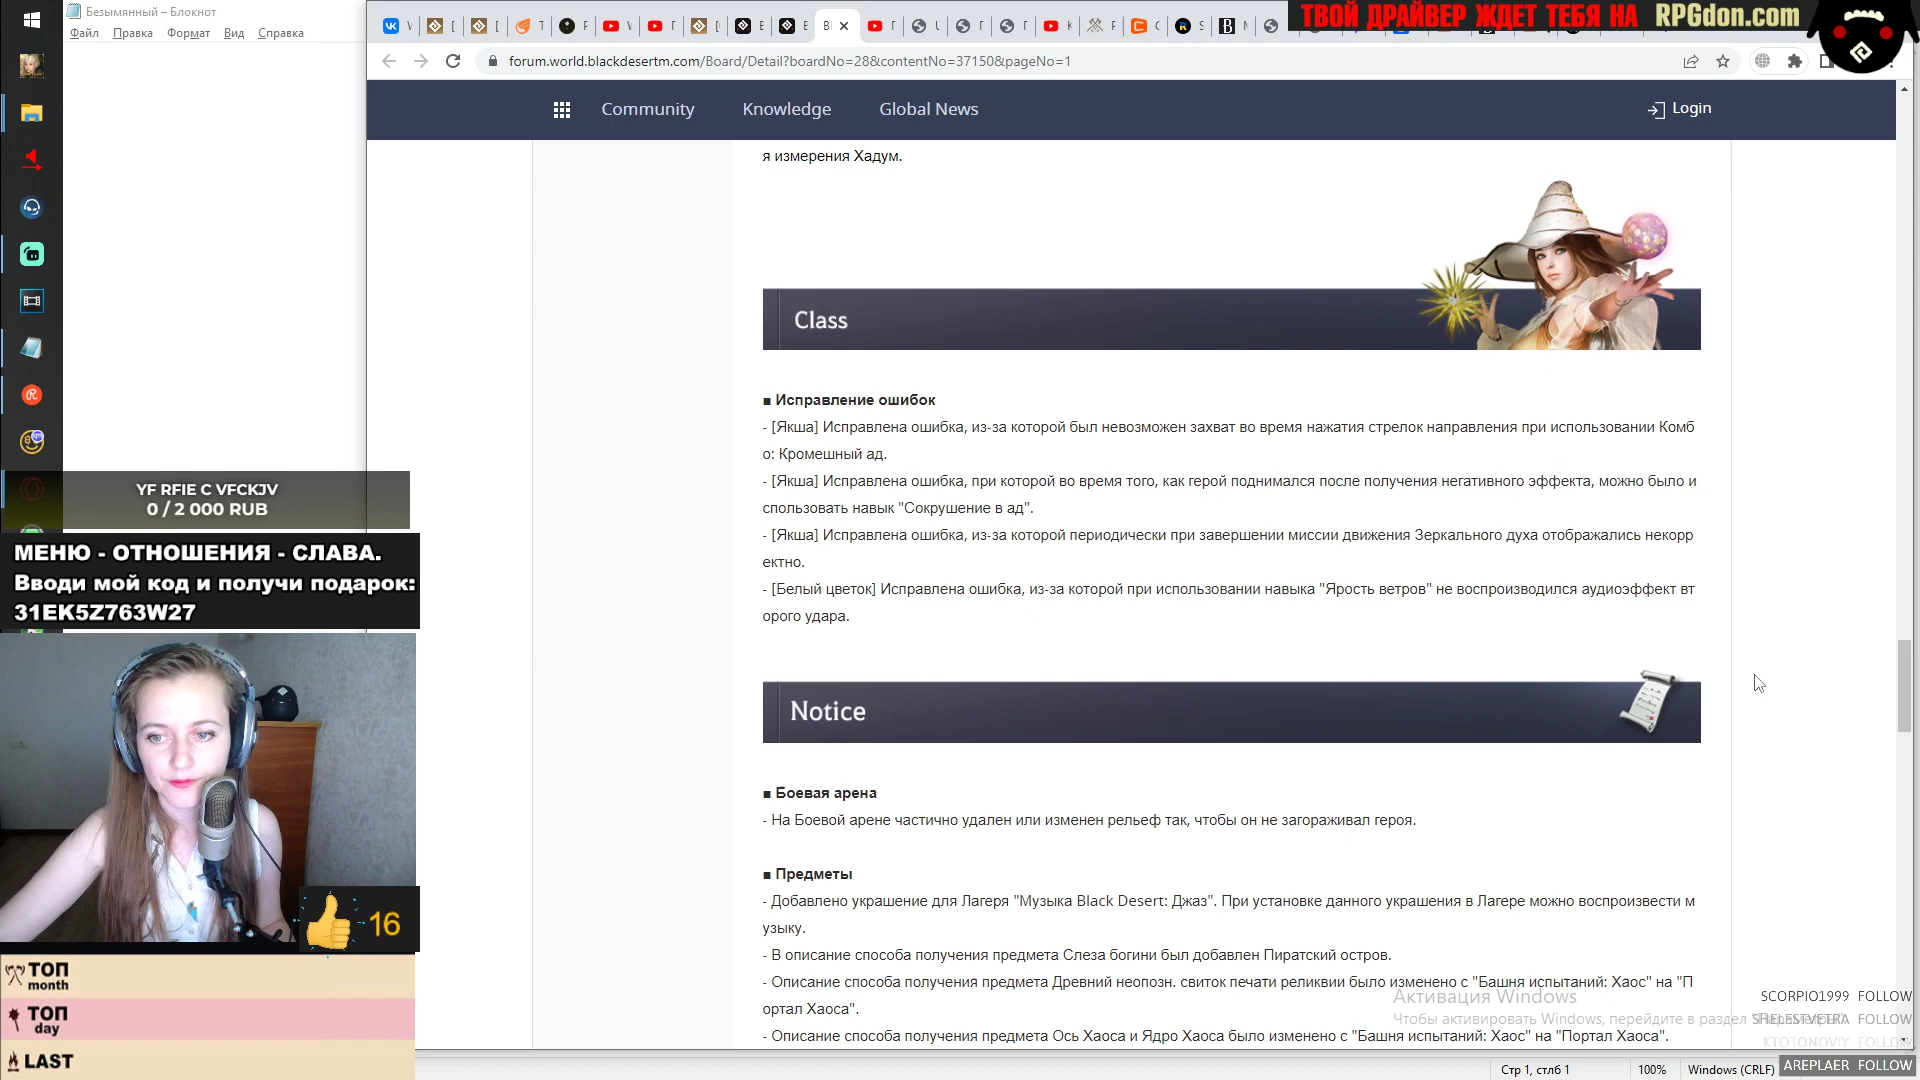 Безымянный – Блокнот
Файл Правка Формат Вид Справка
ТВОЙ ДРАЙВЕР ЖДЕТ ТЕБЯ НА RPGdon.com
forum.world.blackdesertm.com/Board/Detail?boardNo=28&contentNo=37150&pageNo=1
Community Knowledge Global News Login
я измерения Хадум.
Class
■ Исправление ошибок
- [Якша] Исправлена ошибка, из-за которой был невозможен захват во время нажатия стрелок направления при использовании Комб
о: Кромешный ад.
- [Якша] Исправлена ошибка, при которой во время того, как герой поднимался после получения негативного эффекта, можно было и
спользовать навык "Сокрушение в ад".
- [Якша] Исправлена ошибка, из-за которой периодически при завершении миссии движения Зеркального духа отображались некорр
ектно.
- [Белый цветок] Исправлена ошибка, из-за которой при использовании навыка "Ярость ветров" не воспроизводился аудиоэффект вт
орого удара.
Notice
■ Боевая арена
- На Боевой арене частично удален или изменен рельеф так, чтобы он не загораживал героя.
■ Предметы
- Добавлено украшение для Лагеря "Музыка Black Desert: Джаз". При установке данного украшения в Лагере можно воспроизвести м
узыку.
- В описание способа получения предмета Слеза богини был добавлен Пиратский остров.
- Описание способа получения предмета Древний неопозн. свиток печати реликвии было изменено с "Башня испытаний: Хаос" на "П
ортал Хаоса".
- Описание способа получения предмета Ось Хаоса и Ядро Хаоса было изменено с "Башня испытаний: Хаос" на "Портал Хаоса".
YF RFIE C VFCKJV
0 / 2 000 RUB
МЕНЮ - ОТНОШЕНИЯ - СЛАВА.
Вводи мой код и получи подарок:
31EK5Z763W27
16
ТОП
month
ТОП
day
LAST
Активация Windows
Чтобы активировать Windows, перейдите в раздел
SCORPIO1999 FOLLOW
SHELESTVETRA FOLLOW
KTOTONOVIY FOLLOW
AREPLAER FOLLOW
Стр 1, стлб 1 100% Windows (CRLF)